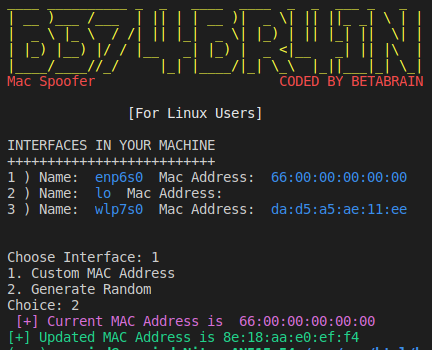 Mac Spoofer CODED BY BETABRAIN
[For Linux Users]
INTERFACES IN YOUR MACHINE
++++++++++++++++++++++++++
1 ) Name: enp6s0 Mac Address: 66:00:00:00:00:00
2 ) Name: lo Mac Address:
3 ) Name: wlp7s0 Mac Address: da:d5:a5:ae:11:ee
Choose Interface: 1
1. Custom MAC Address
2. Generate Random
Choice: 2
[+] Current MAC Address is 66:00:00:00:00:00
[+] Updated MAC Address is 8e:18:aa:e0:ef:f4